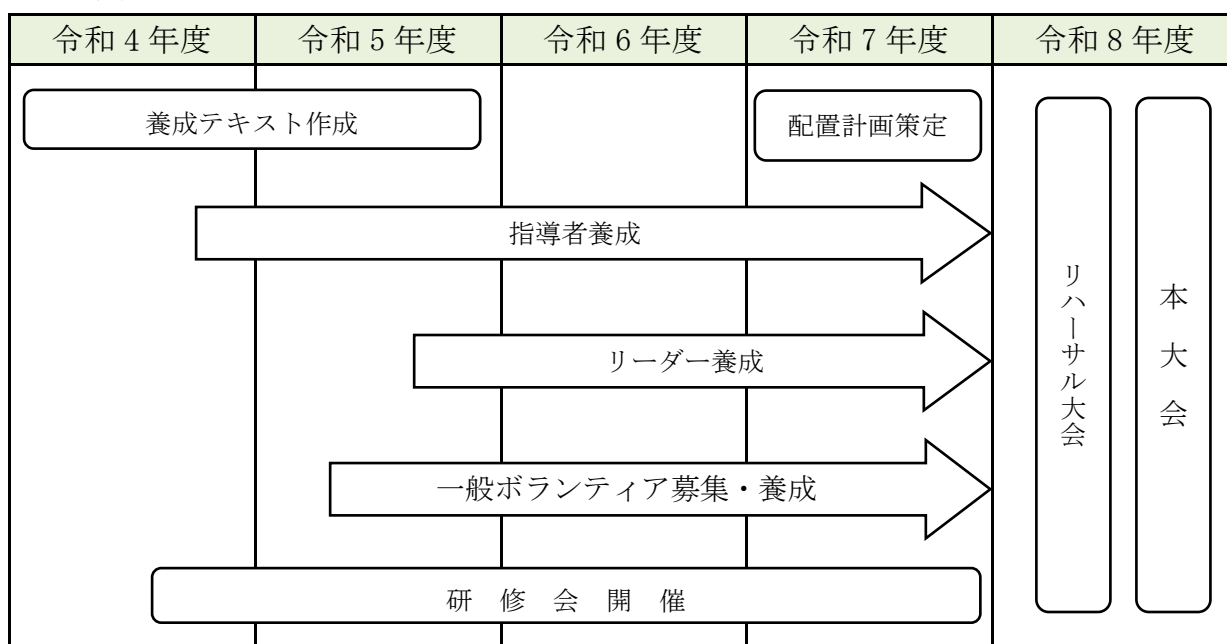 令和4年度
令和5年度
令和6年度
令和7年度
令和8年度
養成テキスト作成
配置計画策定
指導者養成
リーダー養成
一般ボランティア募集・養成
研修会開催
リハーサル大会
本大会